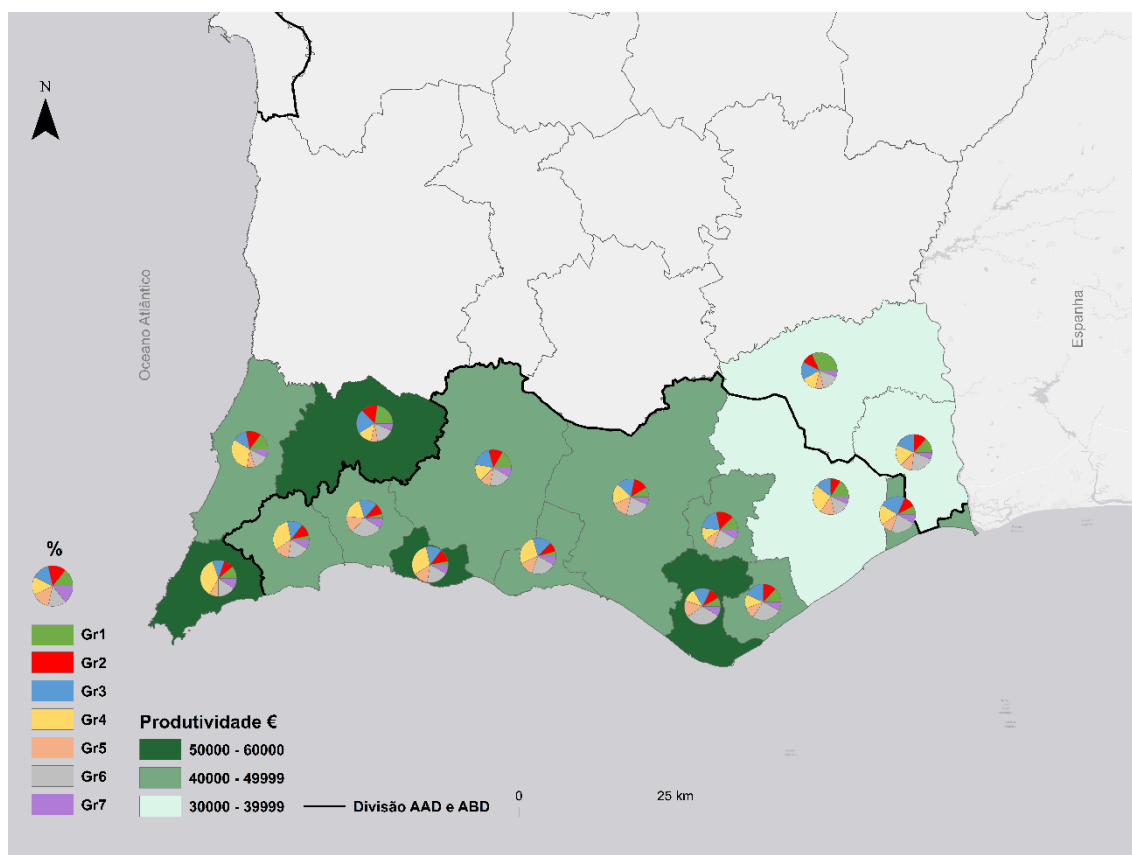 N
Oceano Atlântico
Espanha
%
Gr1
Gr2
Gr3
Gr4
Gr5
Gr6
Gr7
Produtividade €
50000 - 60000
40000 - 49999
30000 - 39999
Divisão AAD e ABD
0 25 km